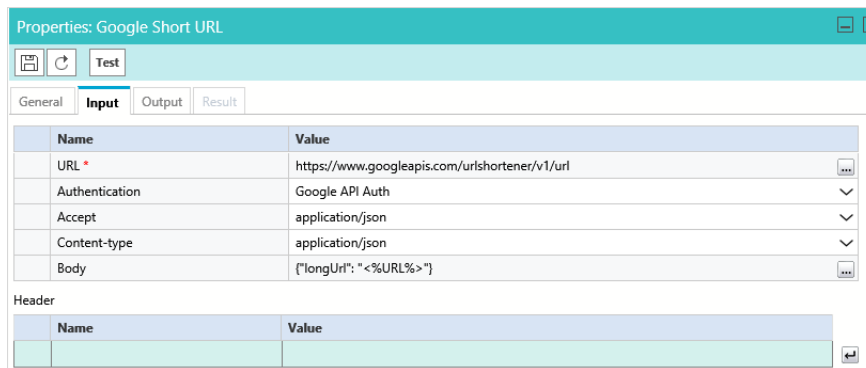 Properties: Google Short URL
Test
General Input Output Result
Name Value
URL * https://www.googleapis.com/urlshortener/v1/url
Authentication Google API Auth
Accept application/json
Content-type application/json
Body {"longUrl": "<%URL%>"}
Header
Name Value